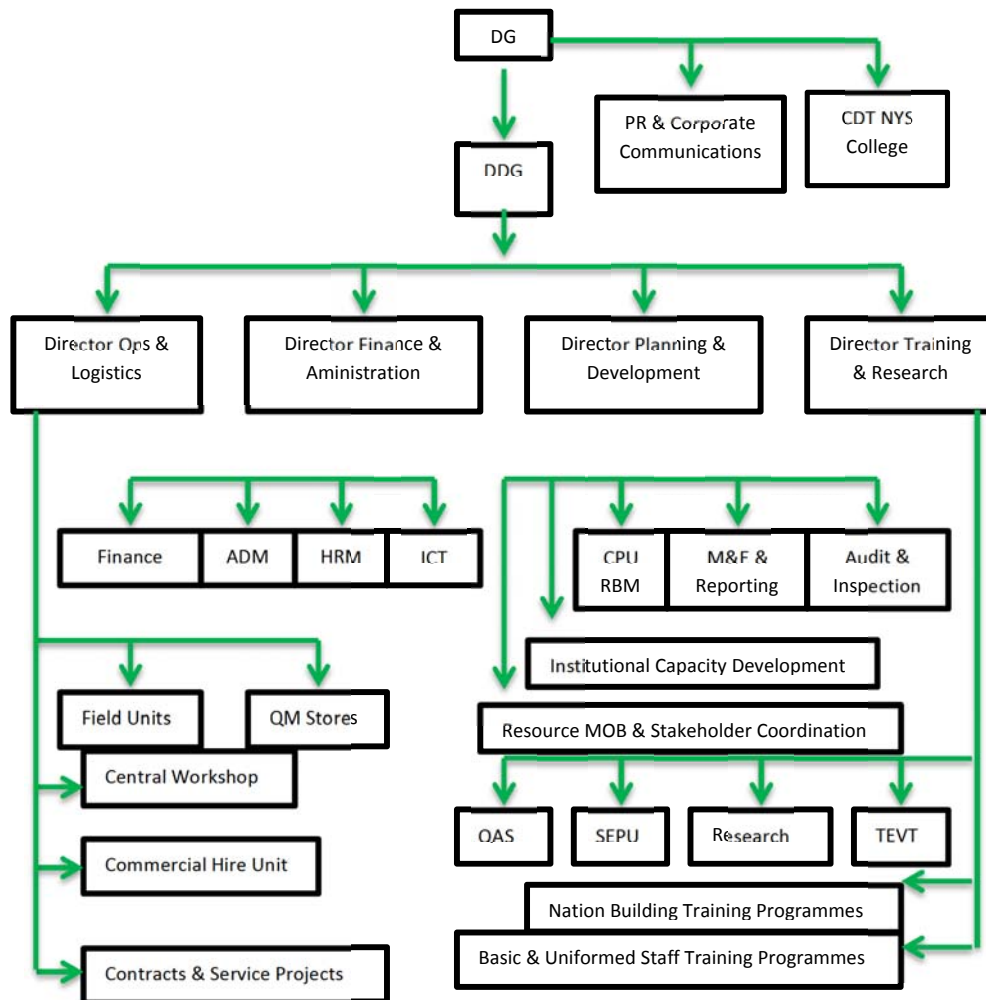 DG
PR & Corporate
Communications
CDT NYS
College
DDG
Director Ops &
Logistics
Director Finance &
Aministration
Director Planning &
Development
Director Training
& Research
Finance
ADM
HRM
ICT
CPU
RBM
M&E &
Reporting
Audit &
Inspection
Institutional Capacity Development
Field Units
QM Stores
Resource MOB & Stakeholder Coordination
Central Workshop
QAS
SEPU
Research
TEVT
Commercial Hire Unit
Nation Building Training Programmes
Basic & Uniformed Staff Training Programmes
Contracts & Service Projects